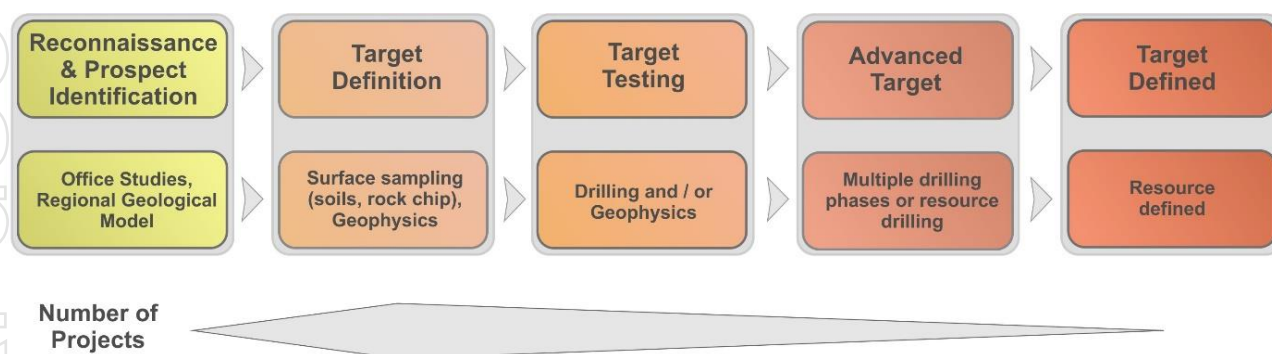 Reconnaissance
& Prospect
Identification
Target
Definition
Target
Testing
Advanced
Target
Target
Defined
Office Studies,
Regional Geological
Model
Surface sampling
(soils, rock chip),
Geophysics
Drilling and / or
Geophysics
Multiple drilling
phases or resource
drilling
Resource
defined
Number of
Projects